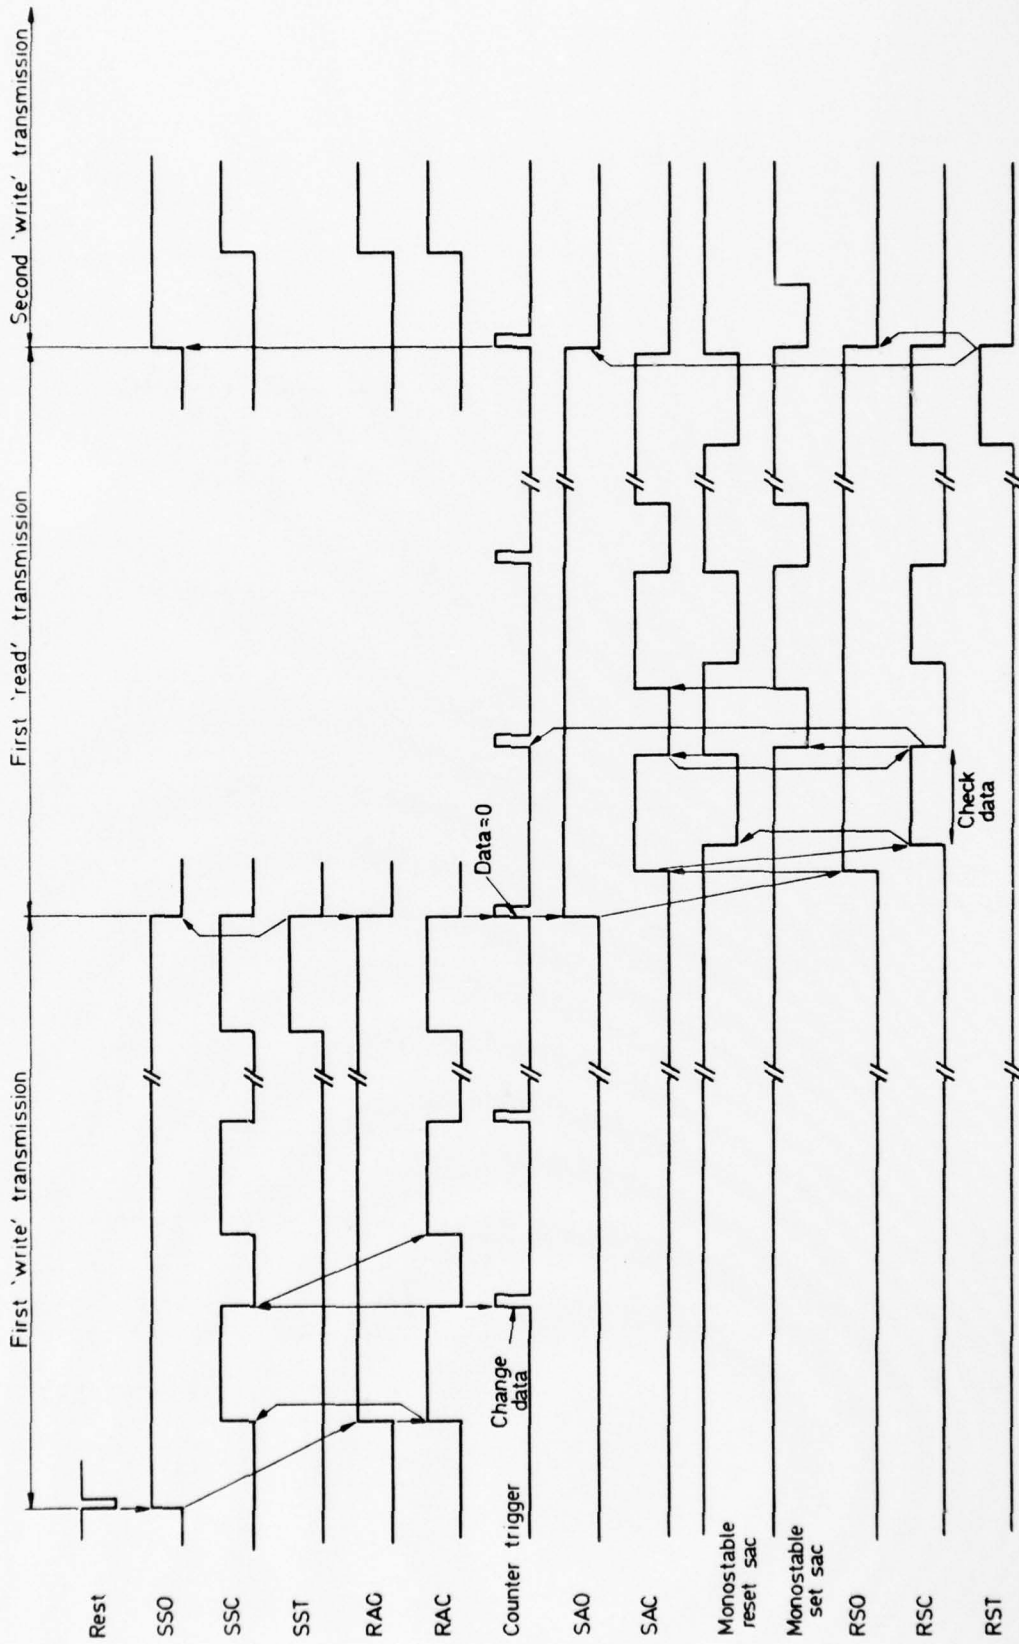 First 'write' transmission
First 'read' transmission
Second 'write' transmission
Rest
SSO
SSC
SST
RAO
RAC
Counter trigger
Change
data
Data=0
SAO
SAC
Monostable
reset sac
Monostable
set sac
RSO
RSC
Check
data
RST